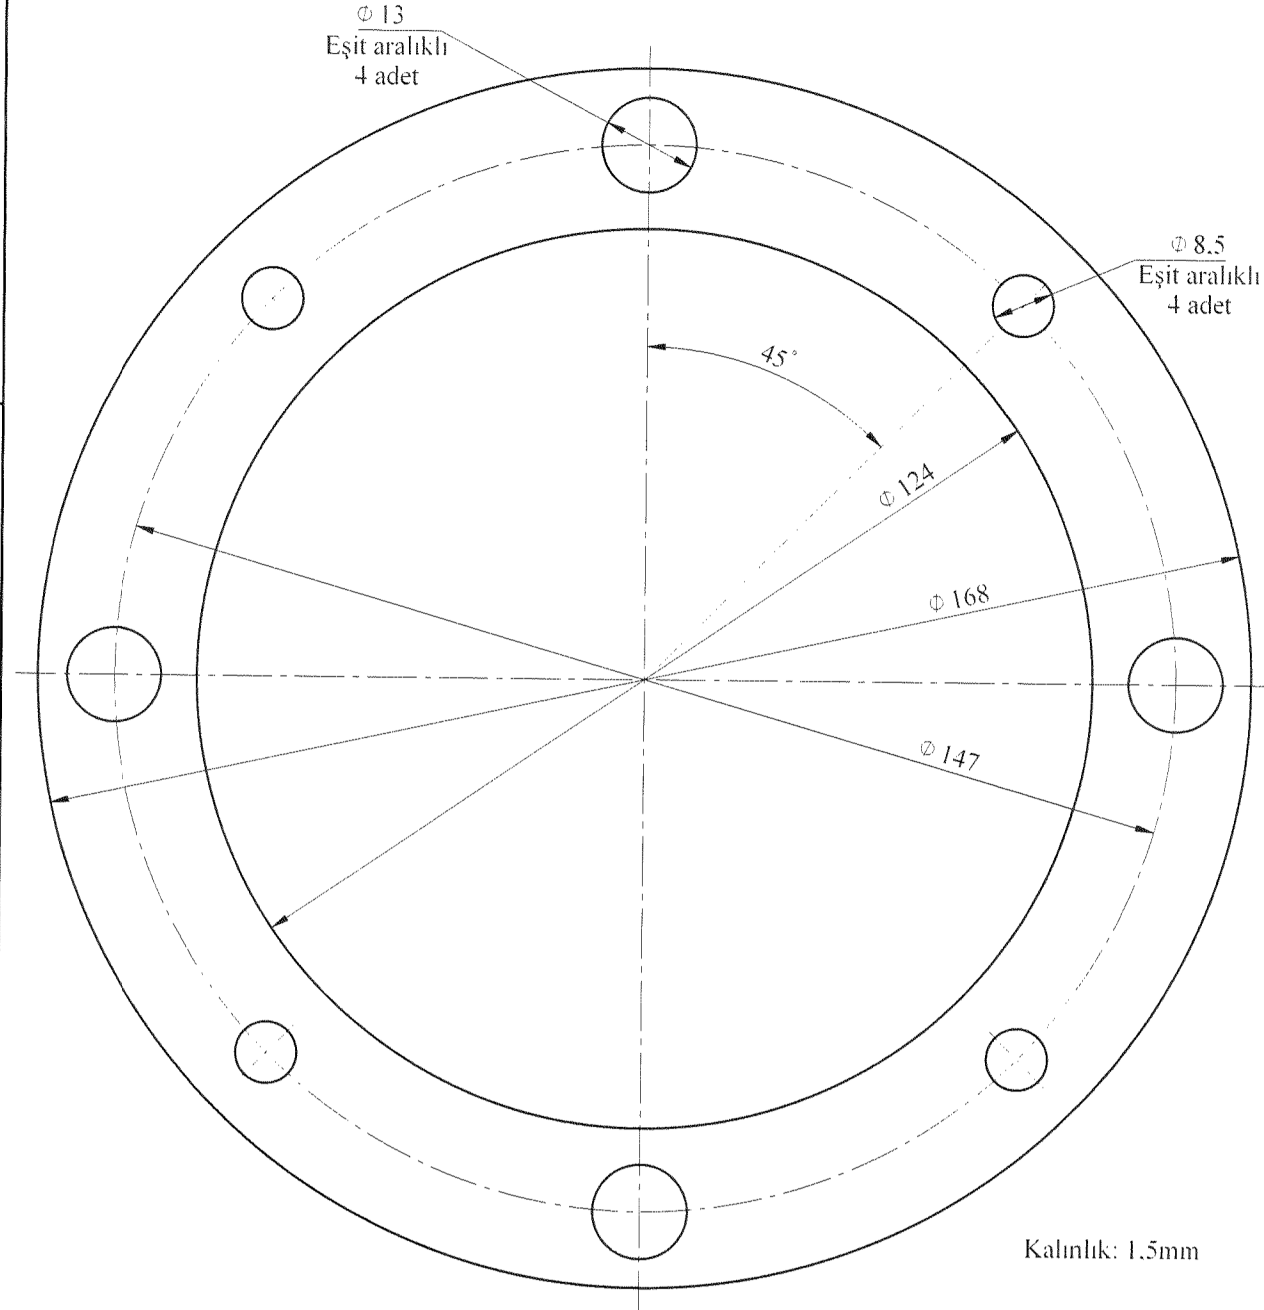 ⌀ 13
Eşit aralıklı
4 adet
⌀ 8.5
Eşit aralıklı
4 adet
45°
⌀ 124
⌀ 168
⌀ 147
Kalınlık: 1.5mm